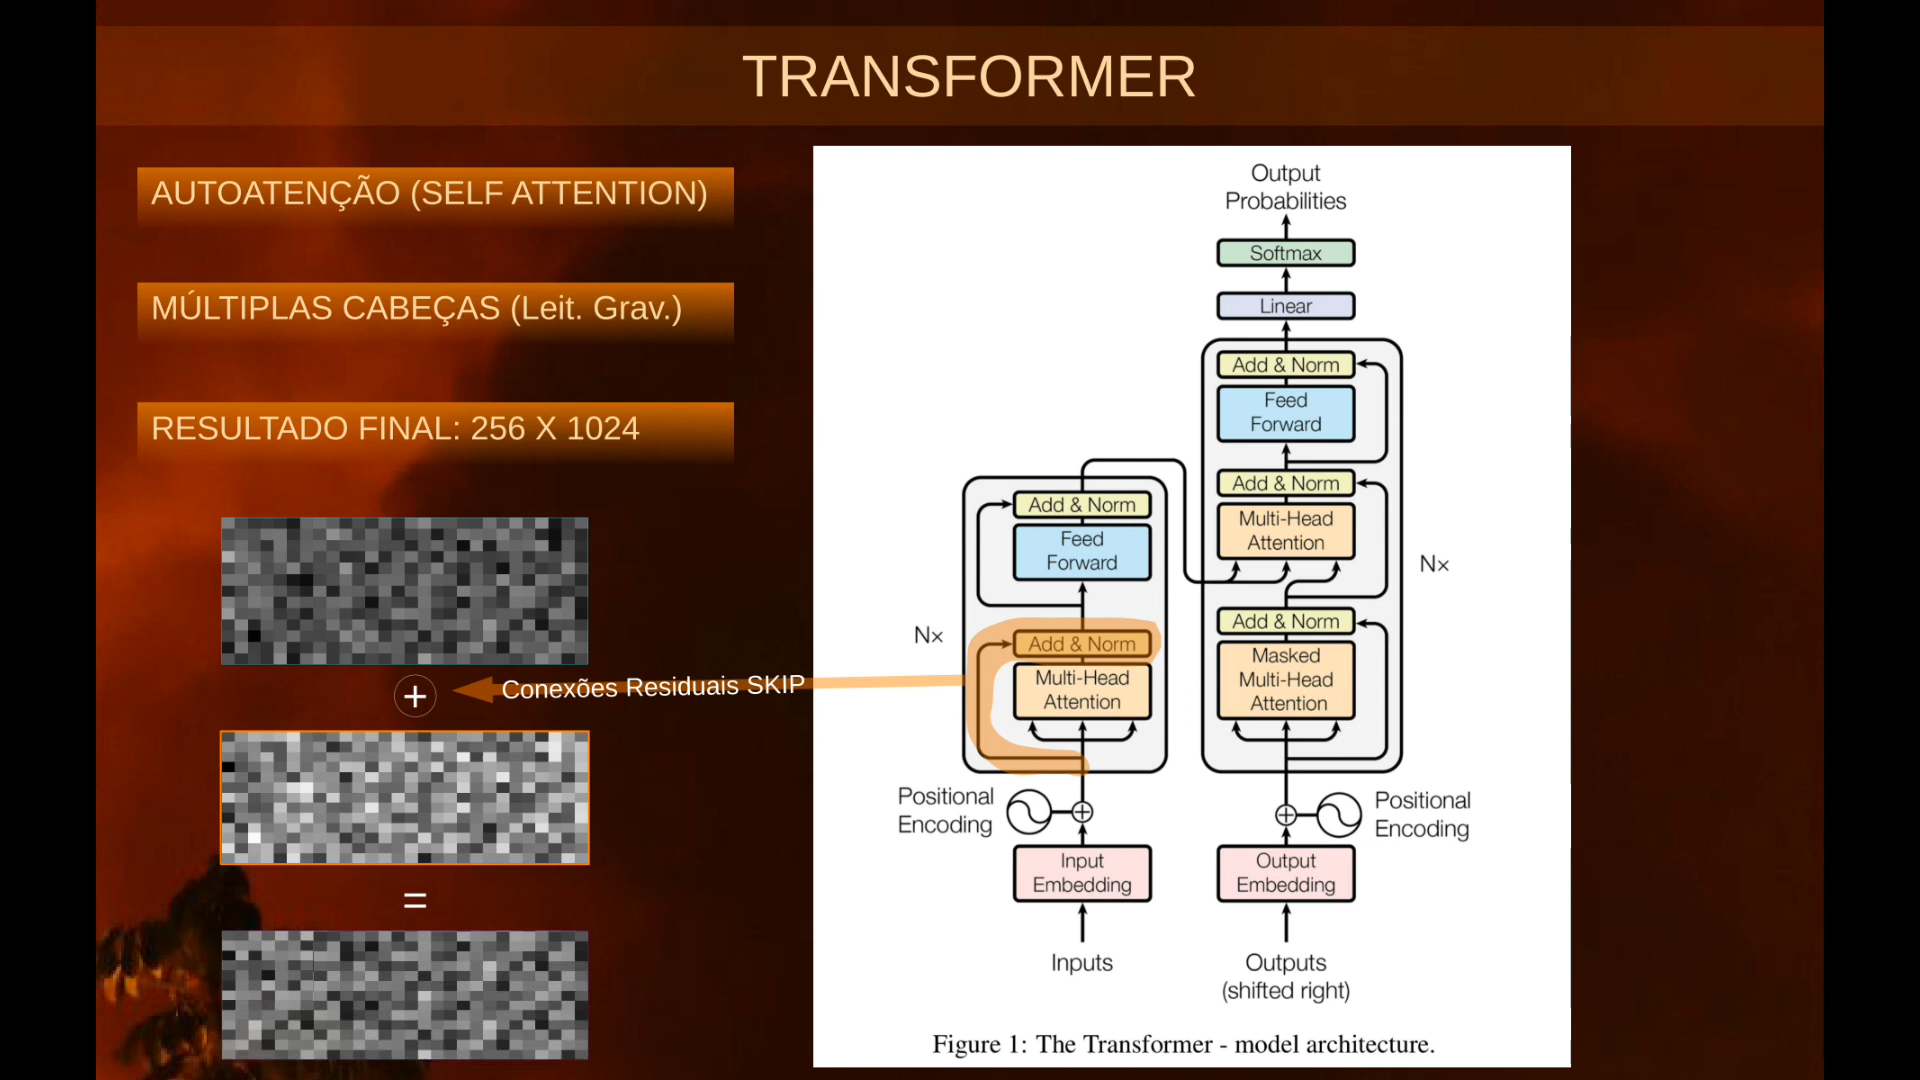 TRANSFORMER
AUTOATENÇÃO (SELF ATTENTION)
MÚLTIPLAS CABEÇAS (Leit. Grav.)
RESULTADO FINAL: 256 X 1024
+
Conexões Residuais SKIP
=
Output
Probabilities
Softmax
Linear
Add & Norm
Feed
Forward
Add & Norm
Multi-Head
Attention
Nx
Add & Norm
Masked
Multi-Head
Attention
Add & Norm
Feed
Forward
Nx
Add & Norm
Multi-Head
Attention
Positional
Encoding
+
+
Positional
Encoding
Input
Embedding
Output
Embedding
Inputs
Outputs
(shifted right)
Figure 1: The Transformer - model architecture.